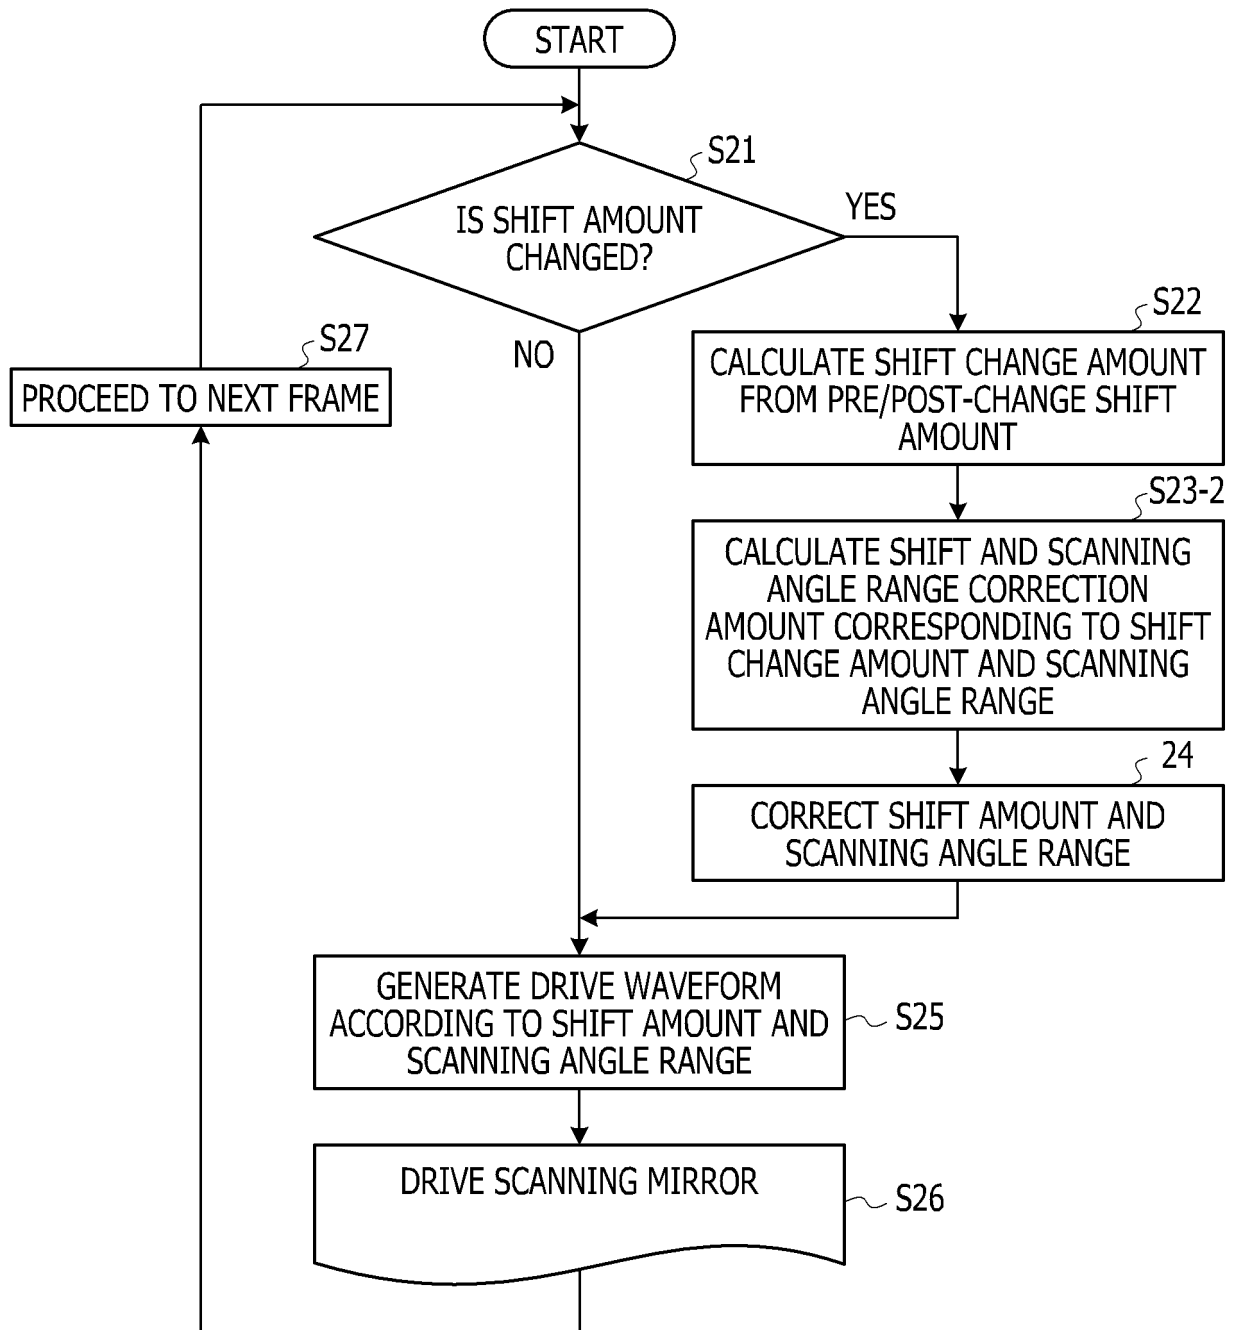 START
S21
IS SHIFT AMOUNT
CHANGED?
YES
NO
S22
CALCULATE SHIFT CHANGE AMOUNT
FROM PRE/POST-CHANGE SHIFT
AMOUNT
S27
PROCEED TO NEXT FRAME
S23-2
CALCULATE SHIFT AND SCANNING
ANGLE RANGE CORRECTION
AMOUNT CORRESPONDING TO SHIFT
CHANGE AMOUNT AND SCANNING
ANGLE RANGE
24
CORRECT SHIFT AMOUNT AND
SCANNING ANGLE RANGE
GENERATE DRIVE WAVEFORM
ACCORDING TO SHIFT AMOUNT AND
SCANNING ANGLE RANGE
S25
DRIVE SCANNING MIRROR
S26